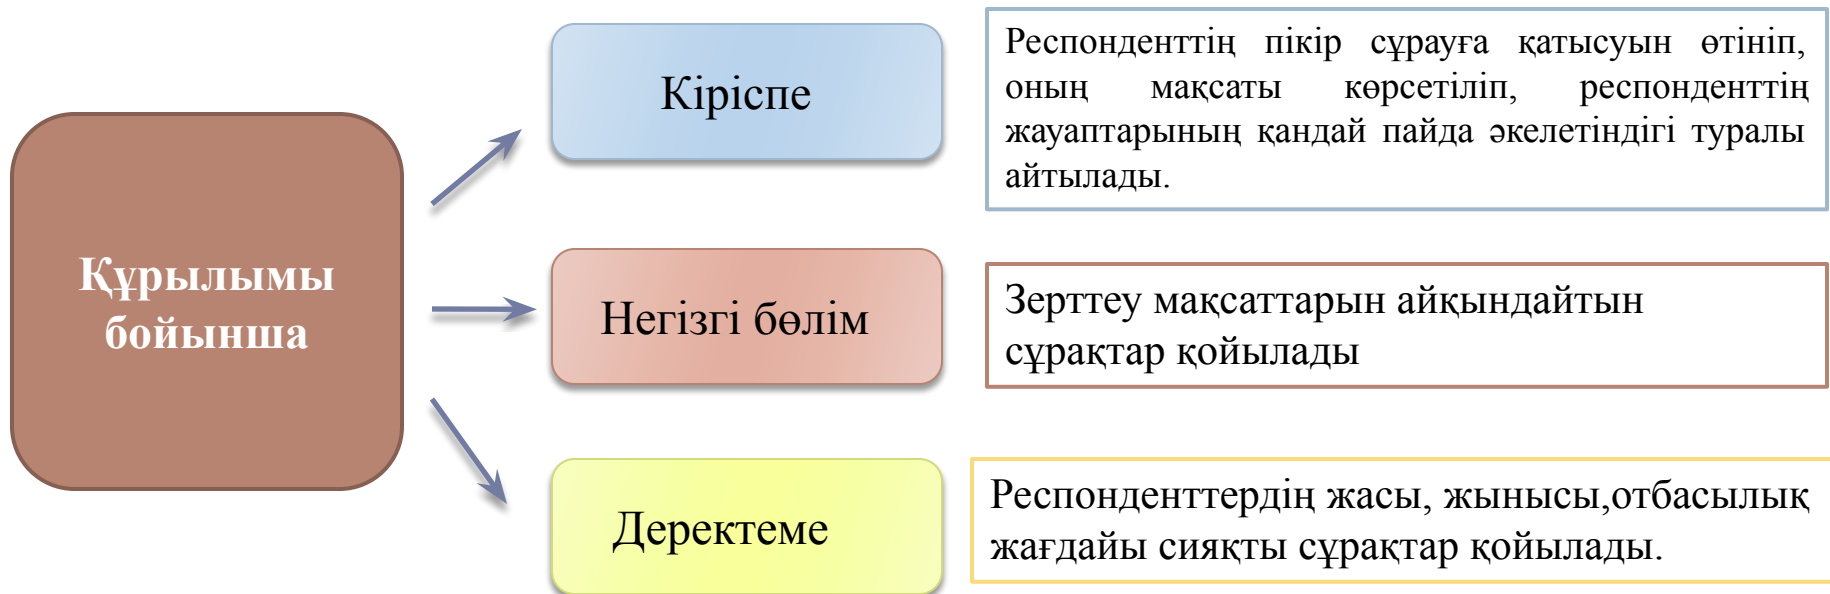 Құрылымы
бойынша
Кіріспе
Респонденттің пікір сұрауға қатысуын өтініп,
оның мақсаты көрсетіліп, респонденттің
жауаптарының қандай пайда әкелетіндігі туралы
айтылады.
Негізгі бөлім
Зерттеу мақсаттарын айқындайтын
сұрақтар қойылады
Деректеме
Респонденттердің жасы, жынысы,отбасылық
жағдайы сияқты сұрақтар қойылады.